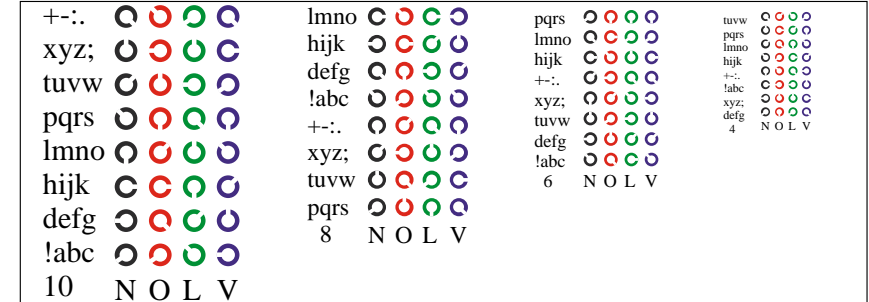 +-:.
xyz;
tuvw
pqrs
lmno
hijk
defg
!abc
10 N O L V
lmno
hijk
defg
!abc
+-:.
xyz;
tuvw
pqrs
8 N O L V
pqrs
lmno
hijk
+-:.
xyz;
tuvw
defg
!abc
6 N O L V
tuvw
pqrs
lmno
hijk
+-:.
!abc
xyz;
defg
4 N O L V